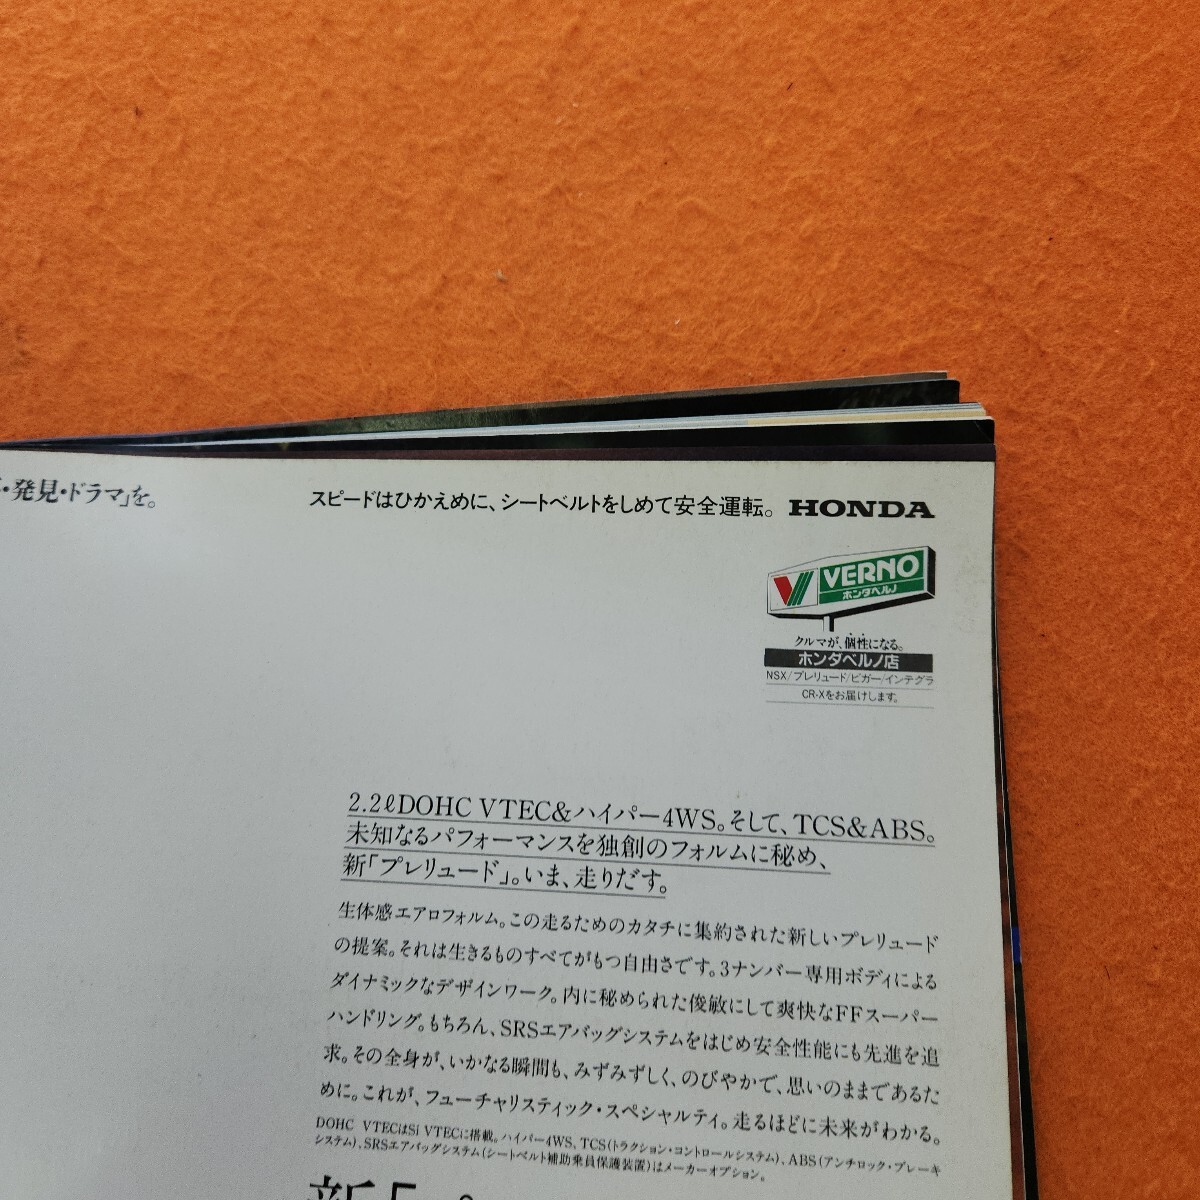 ・発見・ドラマ」を。
スピードはひかえめに、シートベルトをしめて安全運転。 HONDA
VERNO
ホンダベルノ
クルマが、個性になる。
ホンダベルノ店
NSX/プレリュード/ビガー/インテグラ
CR-Xをお届けします。
2.2ℓDOHC VTEC&ハイパー4WS。そして、TCS&ABS。
未知なるパフォーマンスを独創のフォルムに秘め、
新「プレリュード」。いま、走りだす。
生体感エアロフォルム。この走るためのカタチに集約された新しいプレリュード
の提案。それは生きるものすべてがもつ自由さです。3ナンバー専用ボディによる
ダイナミックなデザインワーク。内に秘められた俊敏にして爽快なFFスーパー
ハンドリング。もちろん、SRSエアバッグシステムをはじめ安全性能にも先進を追
求。その全身が、いかなる瞬間も、みずみずしく、のびやかで、思いのままであるた
めに。これが、フューチャリスティック・スペシャルティ。走るほどに未来がわかる。
DOHC VTECはSi VTECに搭載。ハイパー4WS、TCS(トラクション・コントロールシステム)、ABS(アンチロック・ブレーキ
システム)、SRSエアバッグシステム(シートベルト補助乗員保護装置)はメーカーオプション。